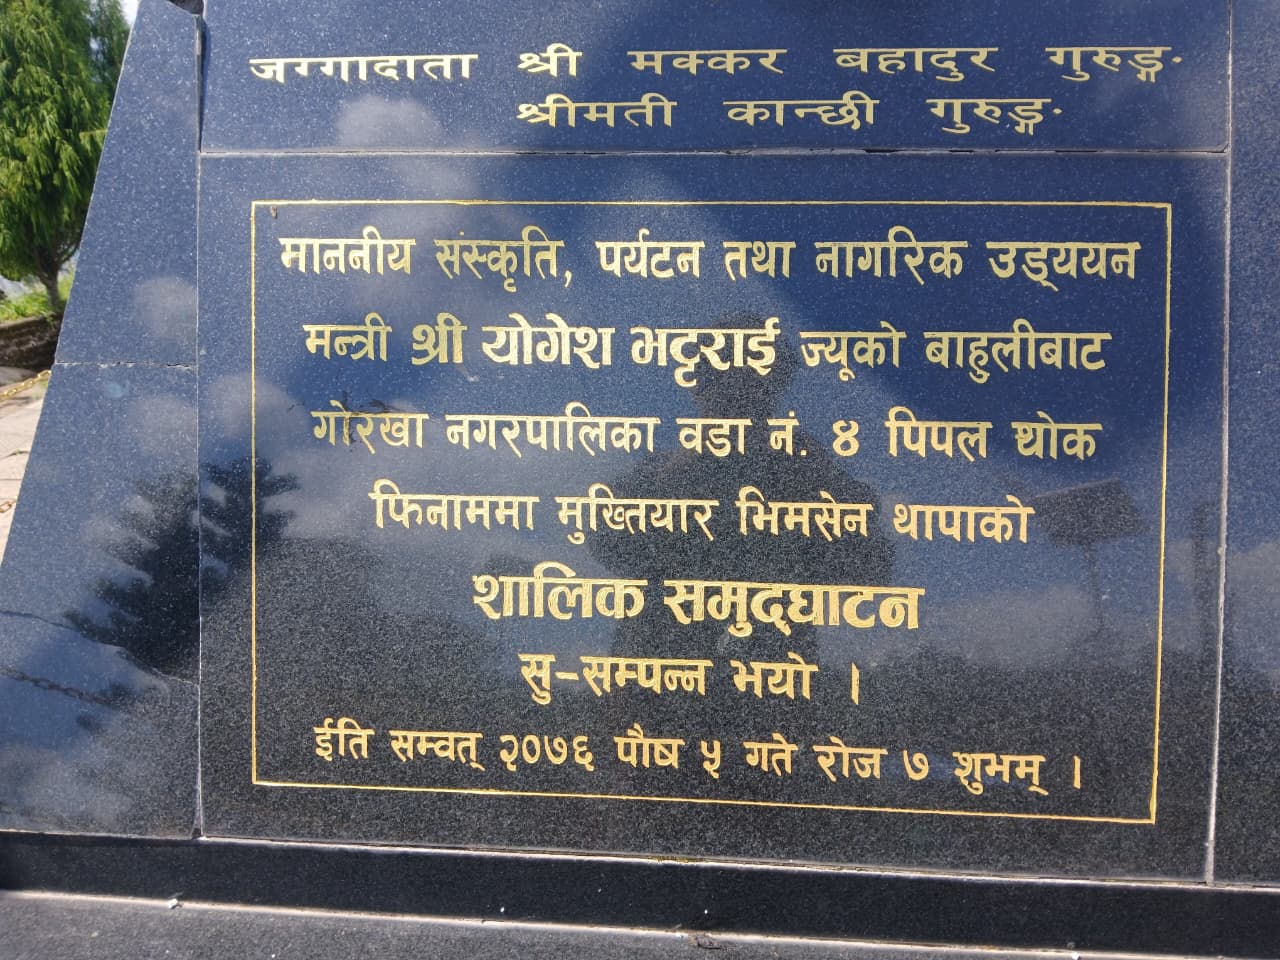 जग्गादाता श्री मक्कर बहादुर गुरुङ्ग
श्रीमती कान्छी गुरुङ्ग
माननीय संस्कृति, पर्यटन तथा नागरिक उड्ययन
मन्त्री श्री योगेश भट्टराई ज्यूको बाहुलीबाट
गोरखा नगरपालिका वडा नं. ४ पिपल थोक
फिनाममा मुख्तियार भिमसेन थापाको
शालिक समुद्घाटन
सु-सम्पन्न भयो ।
ईति सम्वत् २०७६ पौष ५ गते रोज ७ शुभम् ।